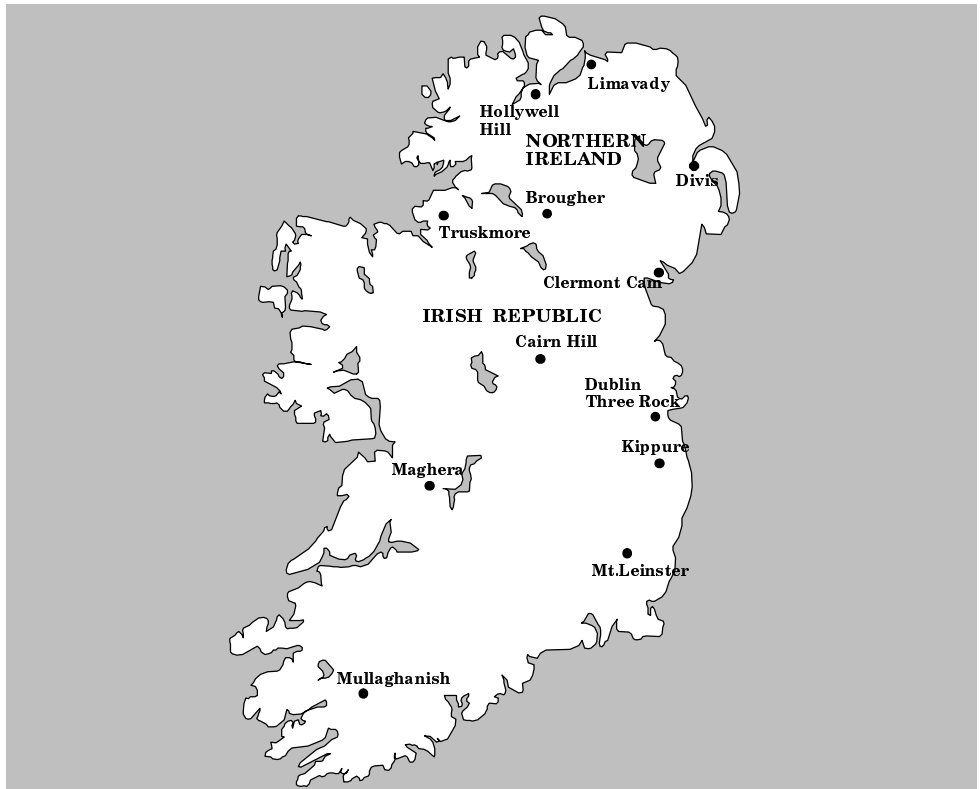 Limavady
Hollywell
Hill
NORTHERN
IRELAND
Divis
Brougher
Truskmore
Clermont Carn
IRISH REPUBLIC
Cairn Hill
Dublin
Three Rock
Kippure
Maghera
Mt.Leinster
Mullaghanish